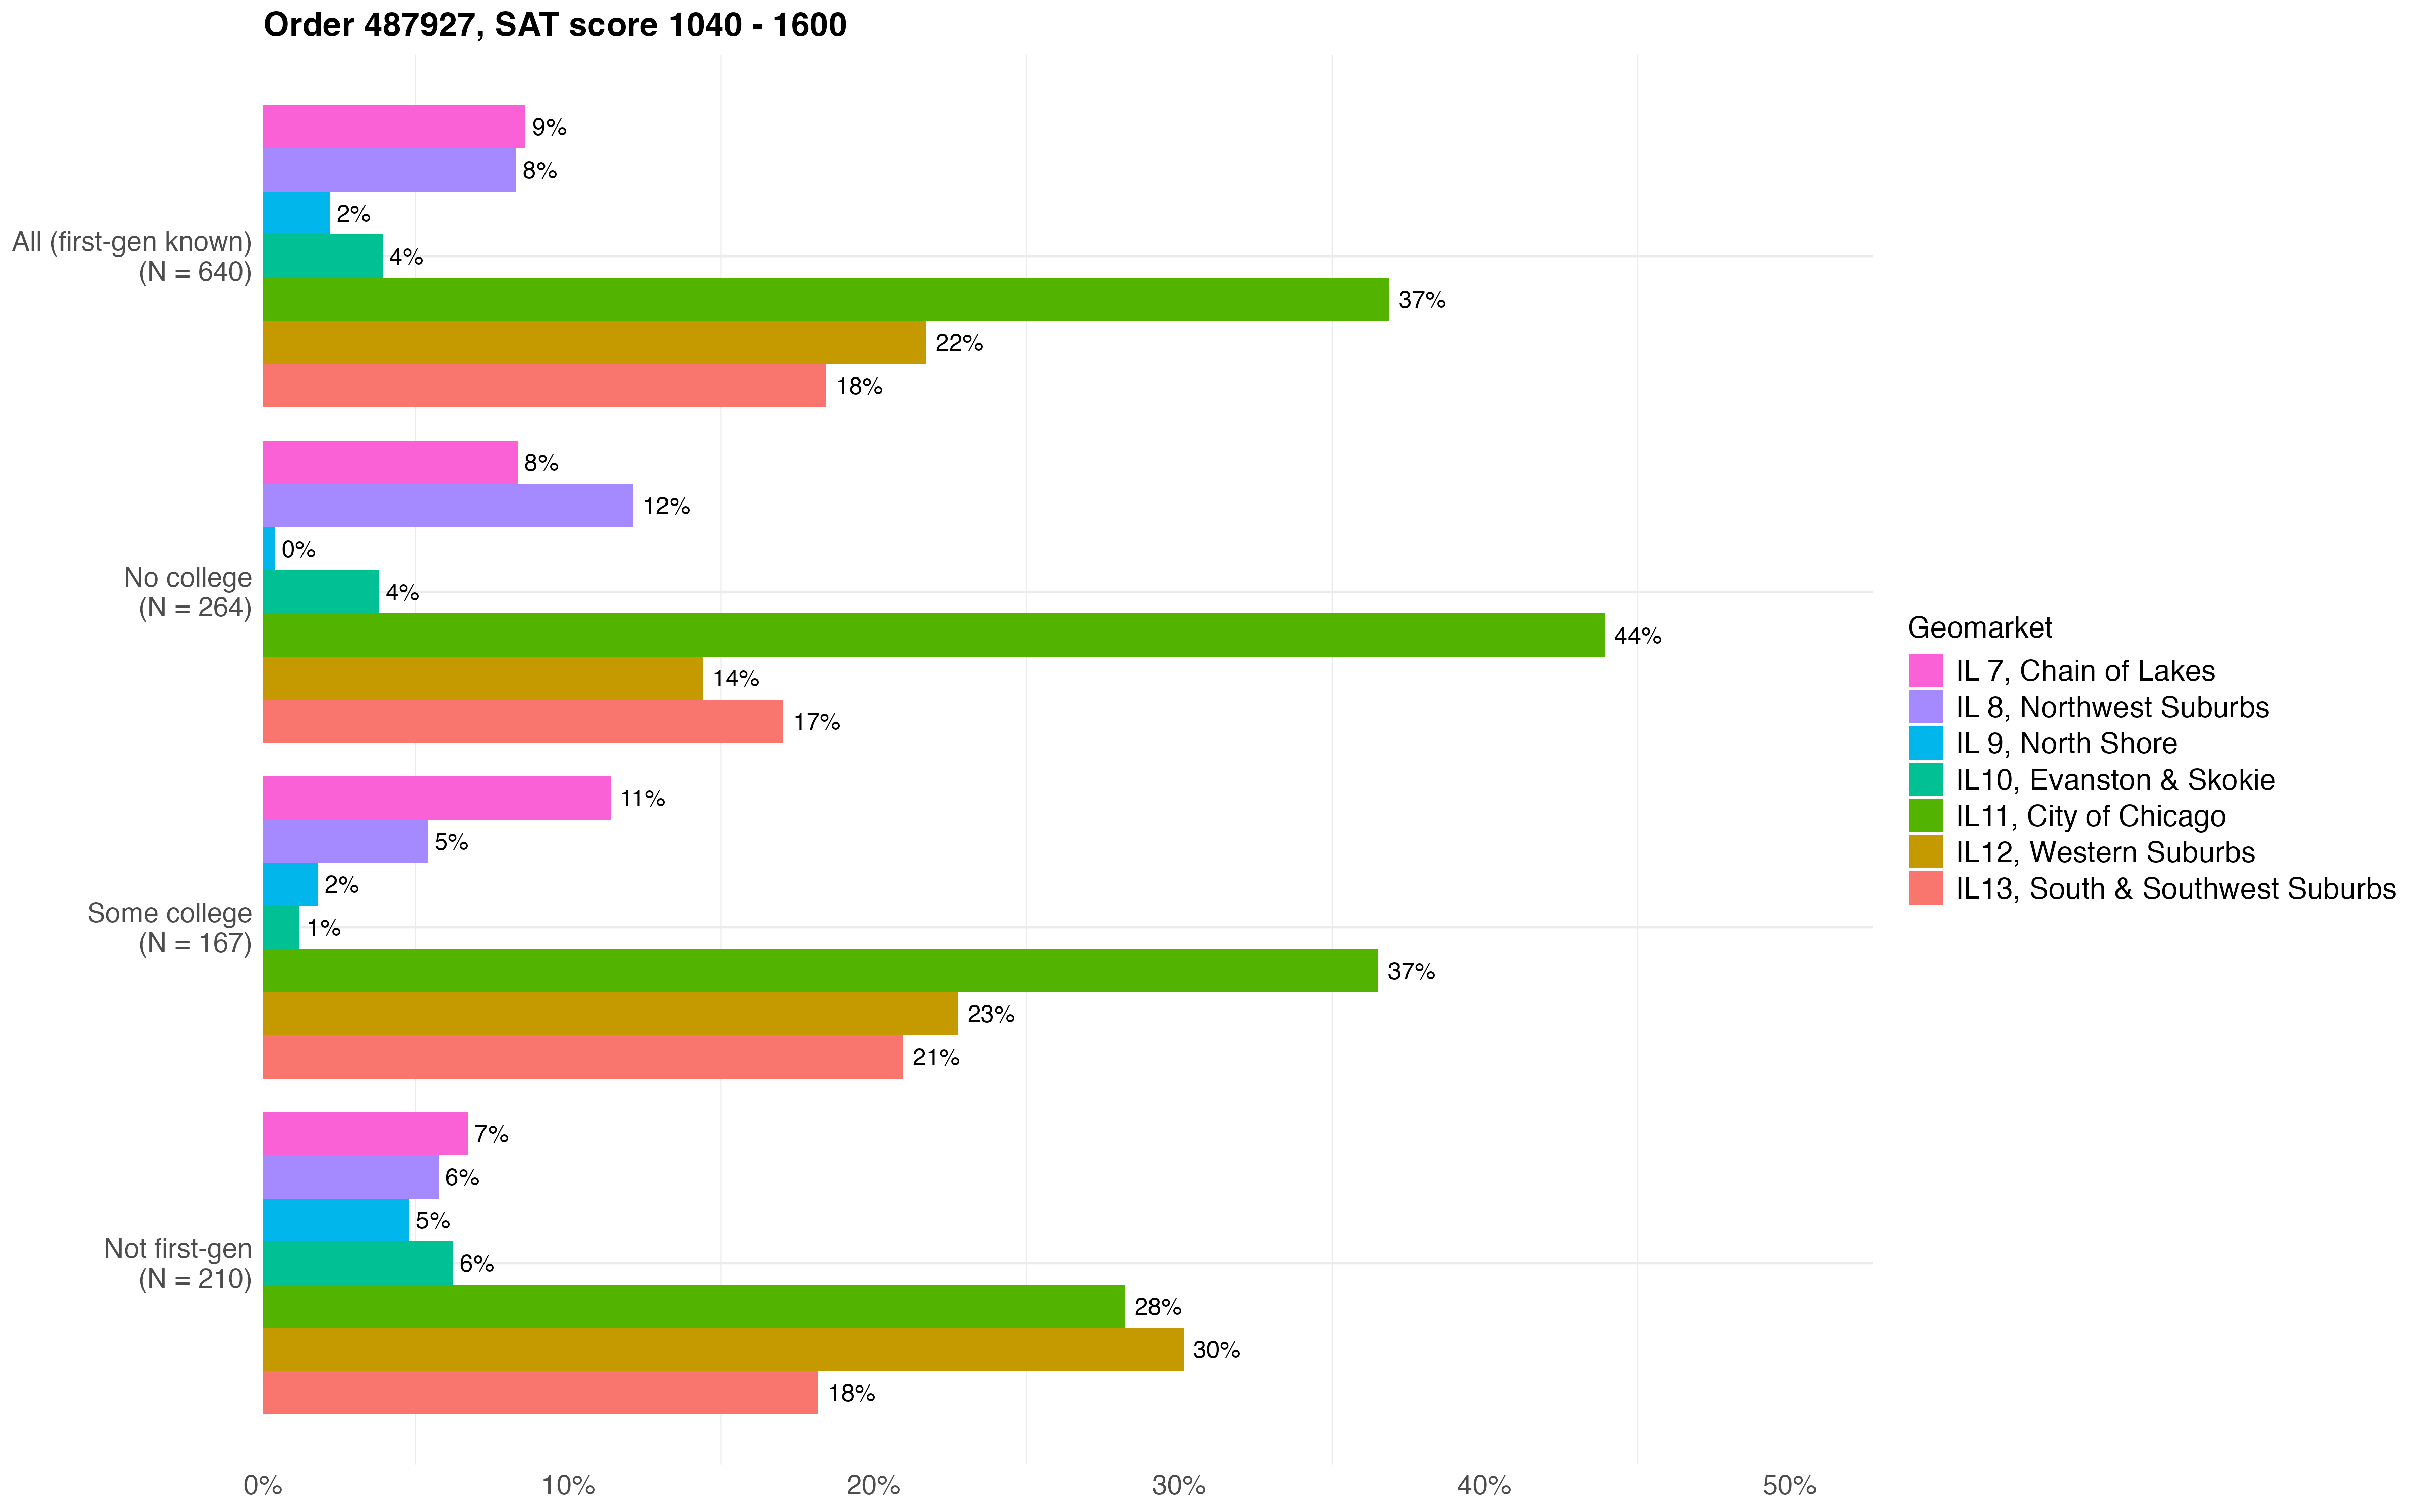 Order 487927, SAT score 1040 - 1600
All (first-gen known)
(N = 640)
9%
8%
2%
4%
37%
22%
18%
No college
(N = 264)
8%
12%
0%
4%
44%
14%
17%
Some college
(N = 167)
11%
5%
2%
1%
37%
23%
21%
Not first-gen
(N = 210)
7%
6%
5%
6%
28%
30%
18%
0% 10% 20% 30% 40% 50%
Geomarket
IL 7, Chain of Lakes
IL 8, Northwest Suburbs
IL 9, North Shore
IL10, Evanston & Skokie
IL11, City of Chicago
IL12, Western Suburbs
IL13, South & Southwest Suburbs